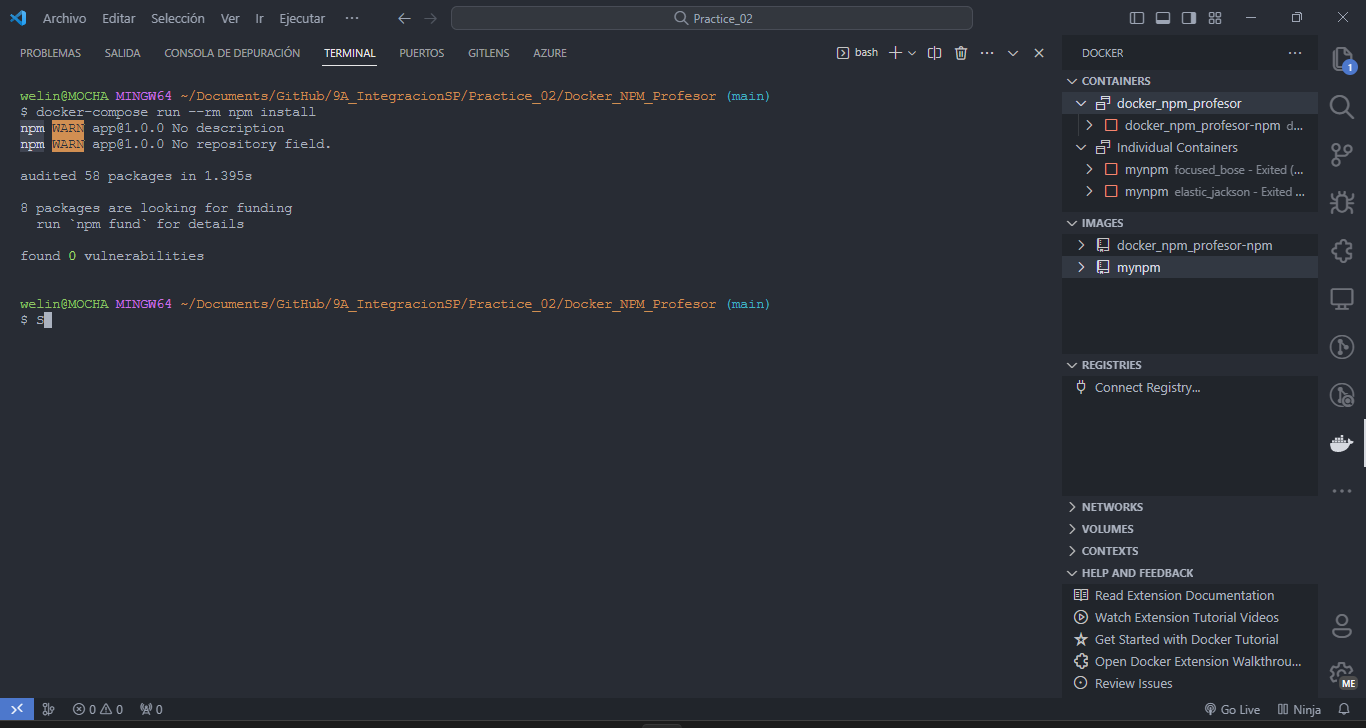 Archivo Editar Selección Ver Ir Ejecutar ···
Practice_02
PROBLEMAS SALIDA CONSOLA DE DEPURACIÓN TERMINAL PUERTOS GITLENS AZURE
bash
welin@MOCHA MINGW64 ~/Documents/GitHub/9A_IntegracionSP/Practice_02/Docker_NPM_Profesor (main)
$ docker-compose run --rm npm install
npm WARN app@1.0.0 No description
npm WARN app@1.0.0 No repository field.
audited 58 packages in 1.395s
8 packages are looking for funding
run `npm fund` for details
found 0 vulnerabilities
welin@MOCHA MINGW64 ~/Documents/GitHub/9A_IntegracionSP/Practice_02/Docker_NPM_Profesor (main)
$ S
DOCKER
CONTAINERS
docker_npm_profesor
docker_npm_profesor-npm d...
Individual Containers
mynpm focused_bose - Exited (...
mynpm elastic_jackson - Exited ...
IMAGES
docker_npm_profesor-npm
mynpm
REGISTRIES
Connect Registry...
NETWORKS
VOLUMES
CONTEXTS
HELP AND FEEDBACK
Read Extension Documentation
Watch Extension Tutorial Videos
Get Started with Docker Tutorial
Open Docker Extension Walkthrou...
Review Issues
1
ME
0 0 0
Go Live Ninja